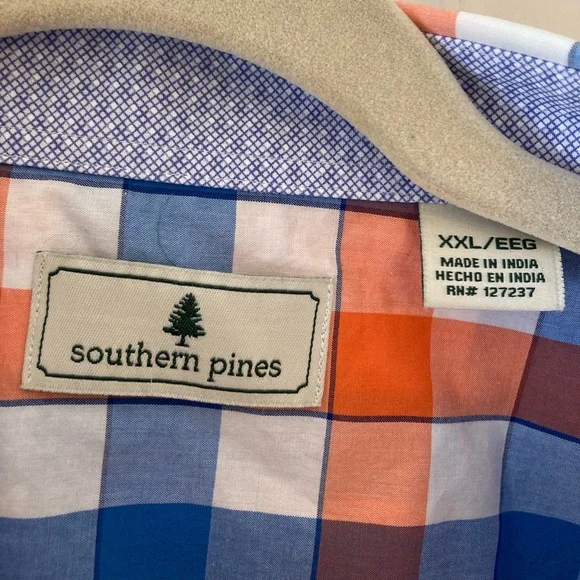 southern pines
XXL/EEG
MADE IN INDIA
HECHO EN INDIA
RN# 127237